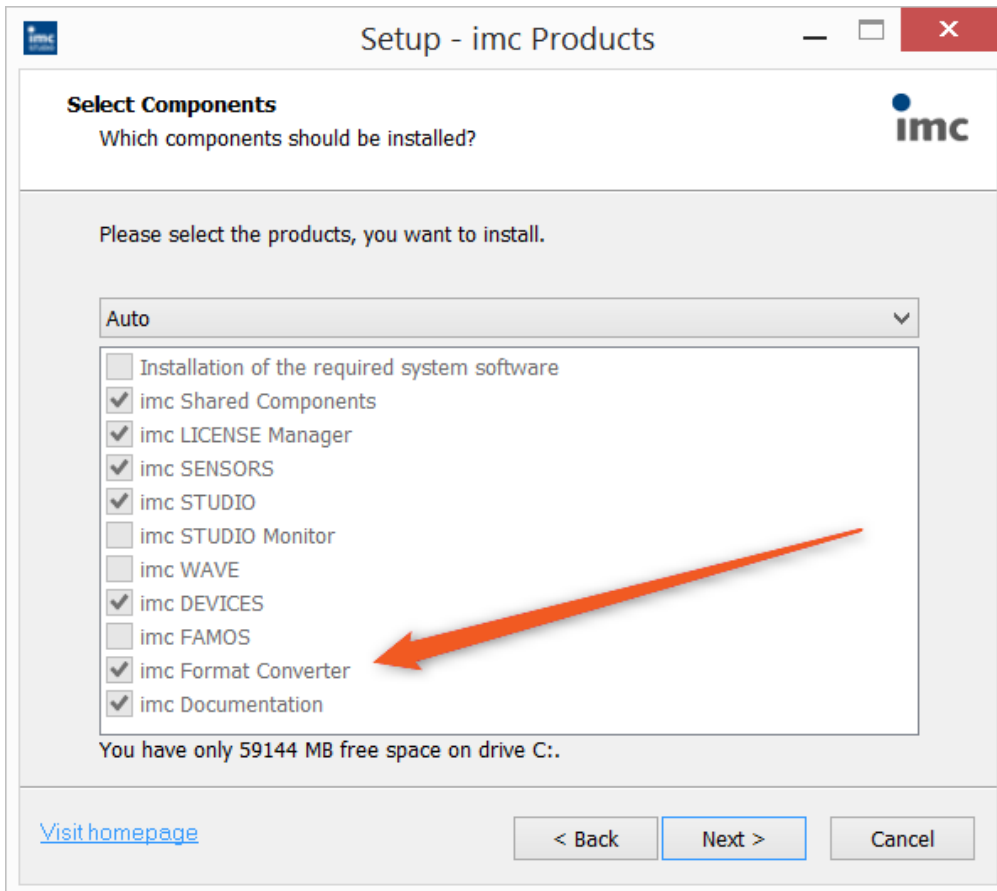 imc
STUDIO
Setup - imc Products
Select Components
Which components should be installed?
imc
Please select the products, you want to install.
Auto
Installation of the required system software
imc Shared Components
imc LICENSE Manager
imc SENSORS
imc STUDIO
imc STUDIO Monitor
imc WAVE
imc DEVICES
imc FAMOS
imc Format Converter
imc Documentation
You have only 59144 MB free space on drive C:.
Visit homepage
< Back
Next >
Cancel